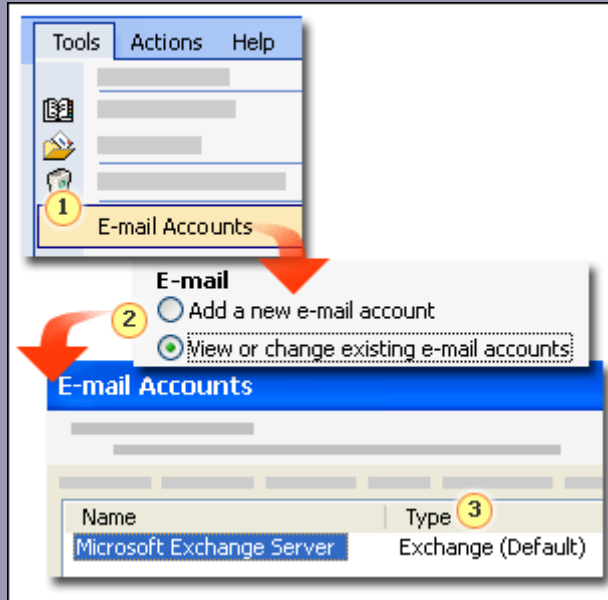 Tools Actions Help
1
E-mail Accounts
E-mail
2
Add a new e-mail account
View or change existing e-mail accounts
E-mail Accounts
Name Type 3
Microsoft Exchange Server Exchange (Default)